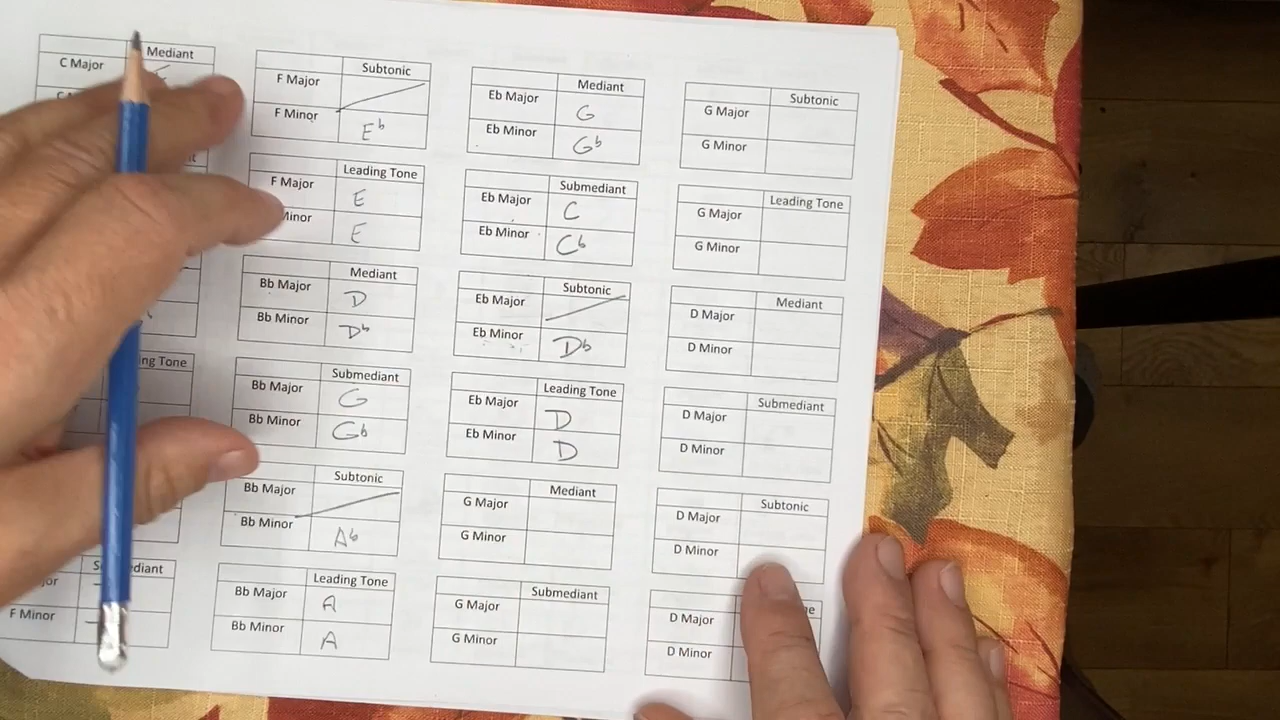 Mediant
C Major
Subtonic
F Major
F Minor E♭
Leading Tone
F Major E
Minor E
Mediant
Bb Major D
Bb Minor D♭
Submediant
Bb Major G
Bb Minor G♭
Subtonic
Bb Major
Bb Minor A♭
Leading Tone
Bb Major A
Bb Minor A
ng Tone
F Minor
Mediant
Eb Major G
Eb Minor G♭
Submediant
Eb Major C
Eb Minor C♭
Subtonic
Eb Major
Eb Minor D♭
Leading Tone
Eb Major D
Eb Minor D
Mediant
G Major
G Minor
Submediant
G Major
G Minor
Subtonic
G Major
G Minor
Leading Tone
G Major
G Minor
Mediant
D Major
D Minor
Submediant
D Major
D Minor
Subtonic
D Major
D Minor
D Major
D Minor